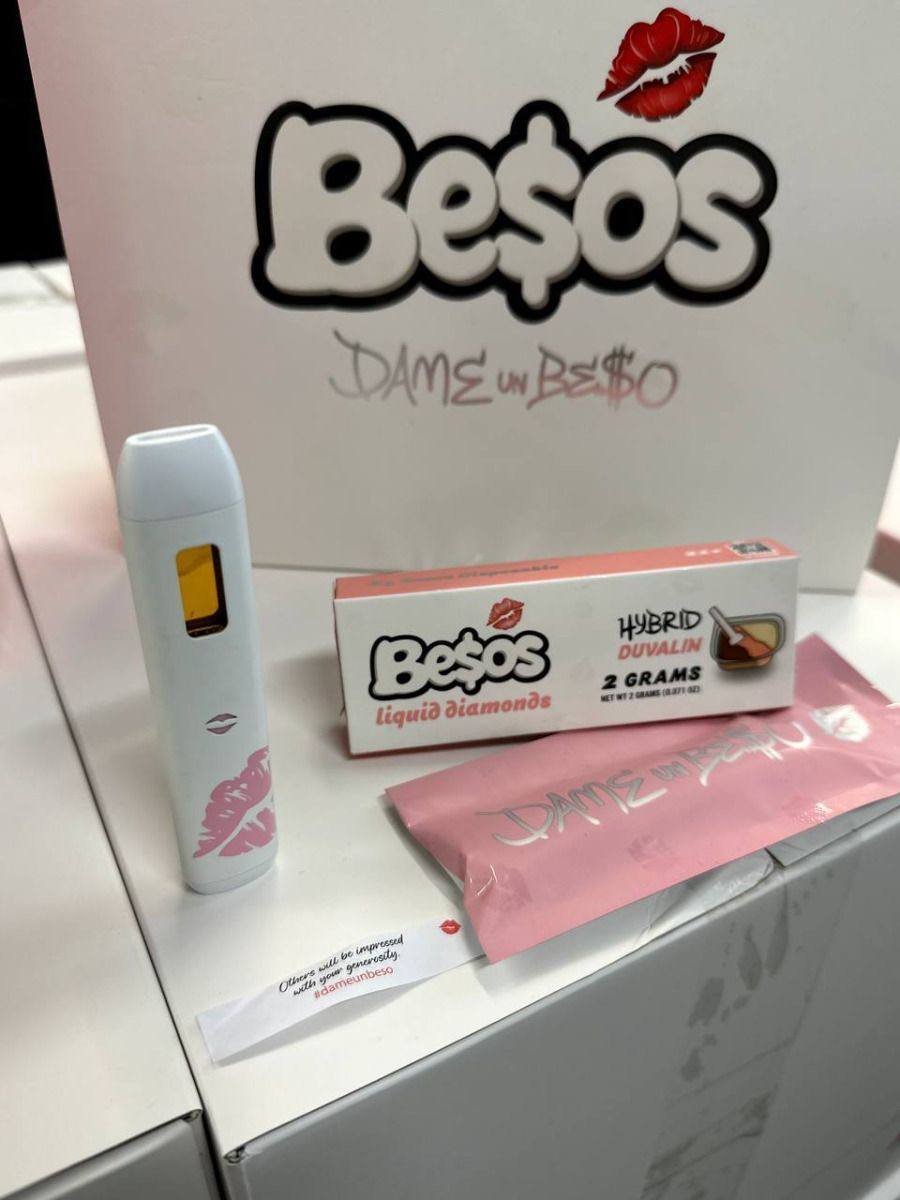 Be$os
DAME UN BE$O
Be$os
liquid diamonds
HYBRID
DUVALIN
2 GRAMS
NET WT 2 GRAMS (0.071 OZ)
DAME UN BE$O
Others will be impressed
with your generosity.
#dameunbeso